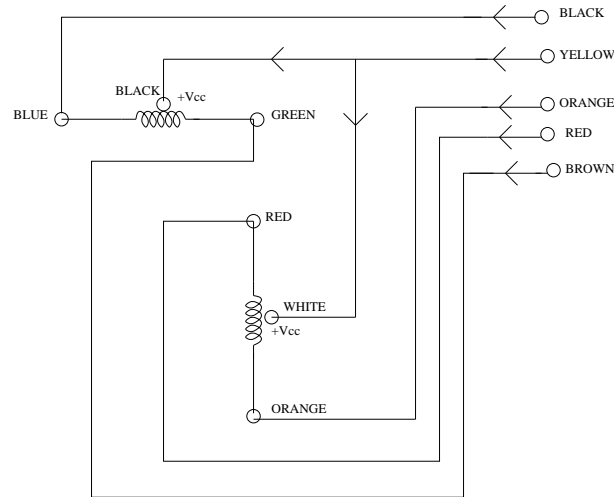 BLACK
YELLOW
BLACK
+Vcc
ORANGE
BLUE
GREEN
RED
BROWN
RED
WHITE
+Vcc
ORANGE